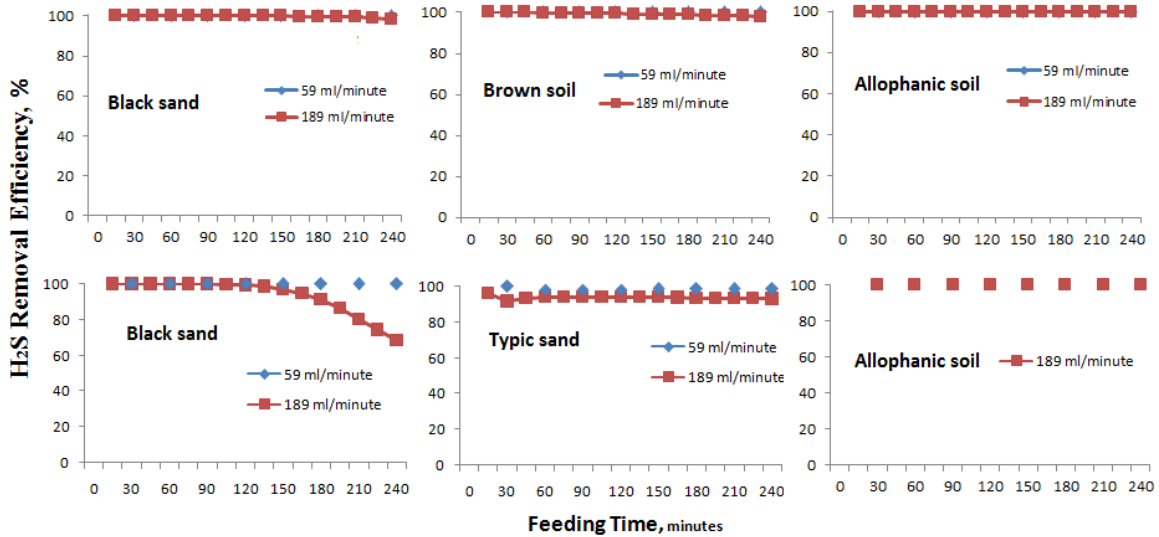 H₂S Removal Efficiency, %
100
80
60
40
20
0
Black sand
59 ml/minute
189 ml/minute
0 30 60 90 120 150 180 210 240
100
80
60
40
20
0
Brown soil
59 ml/minute
189 ml/minute
0 30 60 90 120 150 180 210 240
100
80
60
40
20
0
Allophanic soil
59 ml/minute
189 ml/minute
0 30 60 90 120 150 180 210 240
100
80
60
40
20
0
Black sand
59 ml/minute
189 ml/minute
0 30 60 90 120 150 180 210 240
100
80
60
40
20
0
Typic sand
59 ml/minute
189 ml/minute
0 30 60 90 120 150 180 210 240
100
80
60
40
20
0
Allophanic soil
189 ml/minute
0 30 60 90 120 150 180 210 240
Feeding Time, minutes